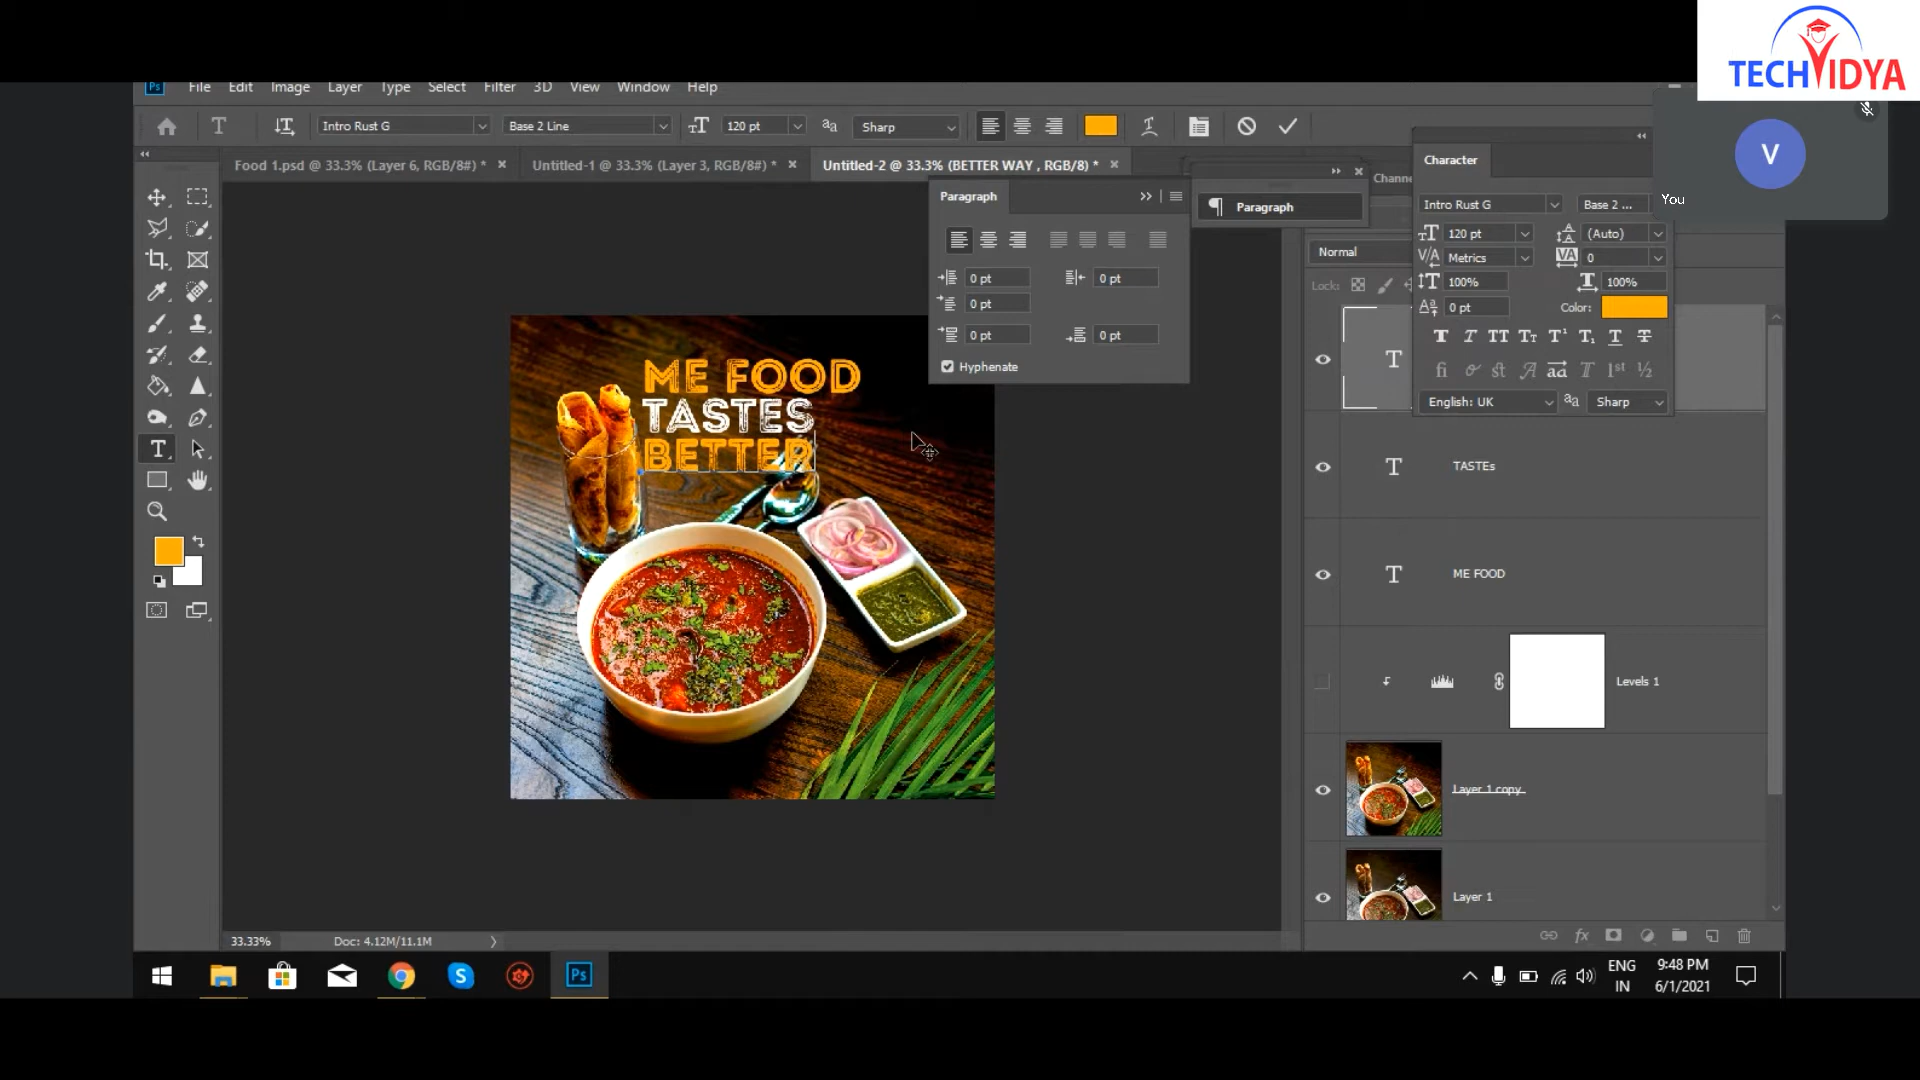 TECHVIDYA
Ps File Edit Image Layer Type Select Filter 3D View Window Help
V
You
Intro Rust G Base 2 Line 120 pt Sharp
Food 1.psd @ 33.3% (Layer 6, RGB/8#) * Untitled-1 @ 33.3% (Layer 3, RGB/8#) * Untitled-2 @ 33.3% (BETTER WAY , RGB/8) *
Paragraph
0 pt 0 pt
0 pt
0 pt 0 pt
Hyphenate
Paragraph
Channe
Character
Intro Rust G Base 2 ...
120 pt (Auto)
Metrics 0
100% 100%
0 pt Color:
English: UK Sharp
Normal
Lock:
ME FOOD
TASTES
BETTER
TASTEs
ME FOOD
Levels 1
Layer 1 copy
Layer 1
33.33% Doc: 4.12M/11.1M
Ps
ENG
IN
9:48 PM
6/1/2021